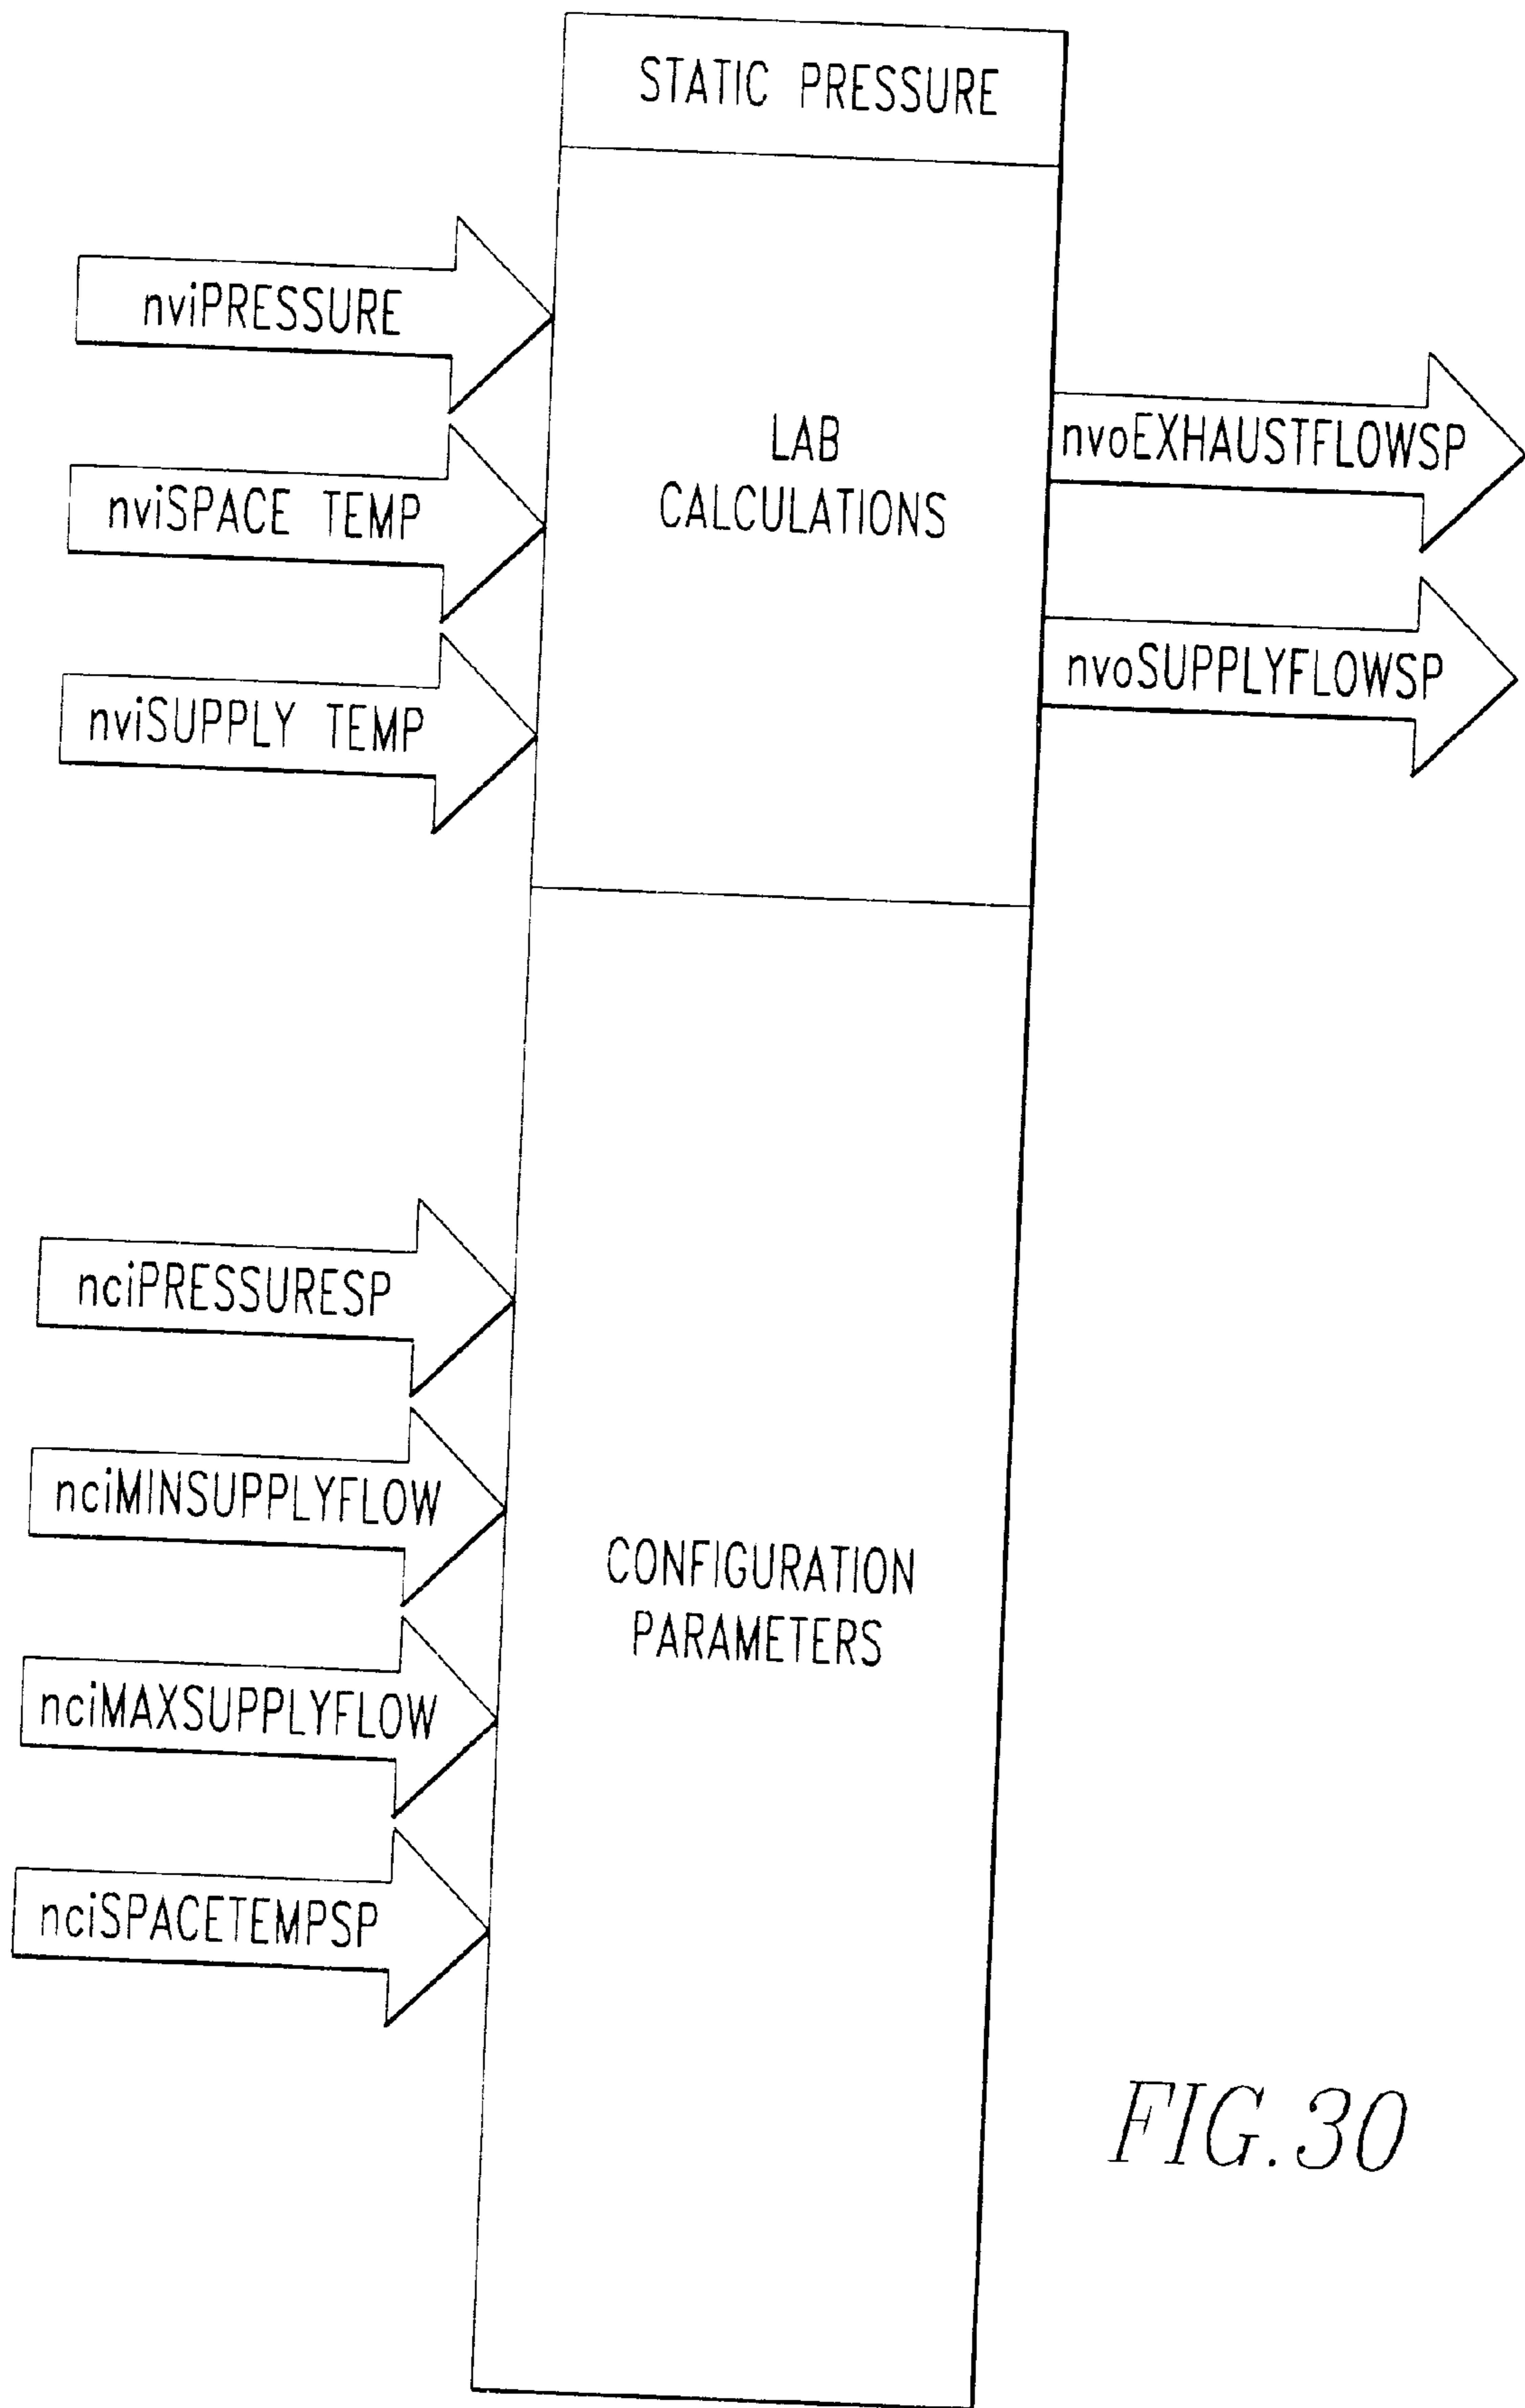 STATIC PRESSURE
nviPRESSURE
nviSPACE TEMP
nviSUPPLY TEMP
LAB
CALCULATIONS
nvoEXHAUSTFLOWSP
nvoSUPPLYFLOWSP
nciPRESSURESP
nciMINSUPPLYFLOW
nciMAXSUPPLYFLOW
nciSPACETEMPSP
CONFIGURATION
PARAMETERS
FIG. 30